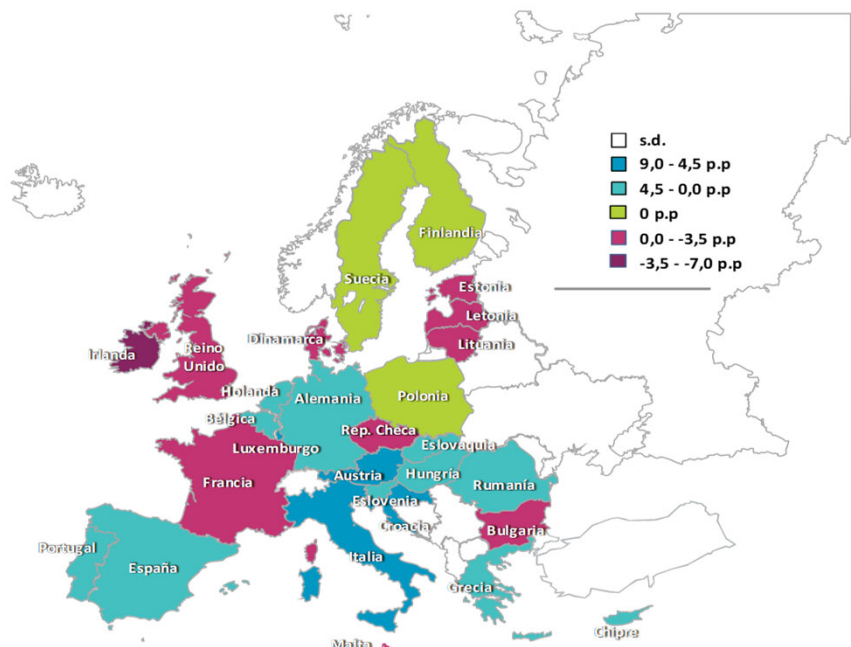 s.d.
9,0 - 4,5 p.p
4,5 - 0,0 p.p
0 p.p
0,0 - -3,5 p.p
-3,5 - -7,0 p.p
Finlandia
Suecia
Estonia
Letonia
Lituania
Dinamarca
Irlanda
Reino
Unido
Holanda
Alemania
Polonia
Bélgica
Rep. Checa
Luxemburgo
Eslovaquia
Austria
Hungría
Francia
Rumanía
Eslovenia
Croacia
Bulgaria
Portugal
España
Italia
Grecia
Chipre
Malta